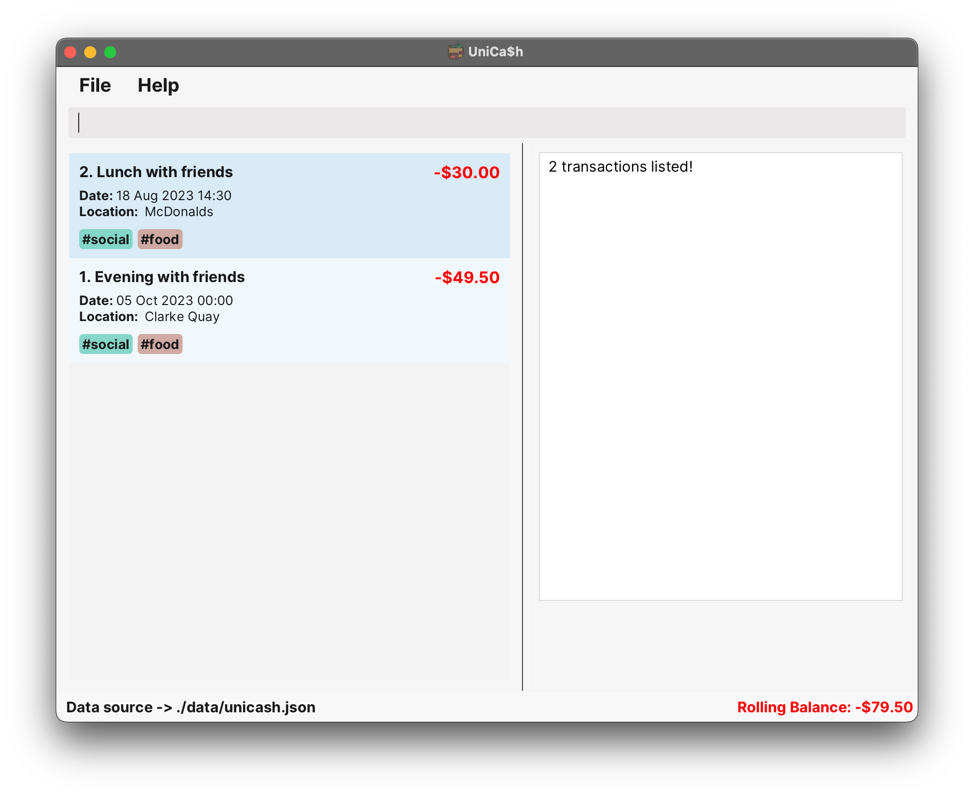 UniCa$h
File Help
2. Lunch with friends -$30.00
Date: 18 Aug 2023 14:30
Location: McDonalds
#social #food
1. Evening with friends -$49.50
Date: 05 Oct 2023 00:00
Location: Clarke Quay
#social #food
2 transactions listed!
Data source -> ./data/unicash.json Rolling Balance: -$79.50